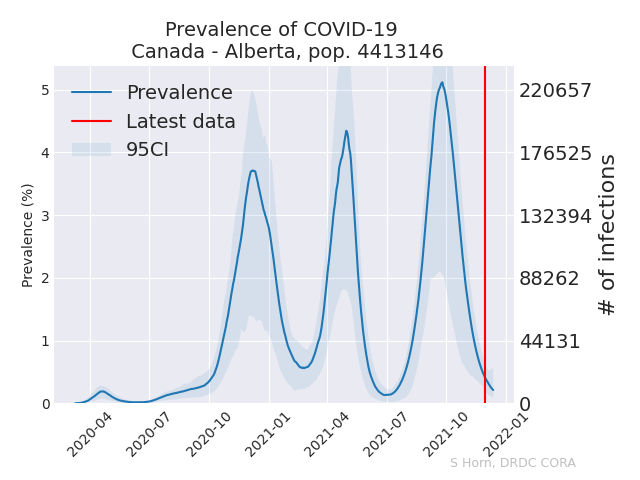 Prevalence of COVID-19
Canada - Alberta, pop. 4413146
Prevalence
Latest data
95CI
Prevalence (%)
5
4
3
2
1
0
220657
176525
132394
88262
44131
0
# of infections
2020-04
2020-07
2020-10
2021-01
2021-04
2021-07
2021-10
2022-01
S Horn, DRDC CORA